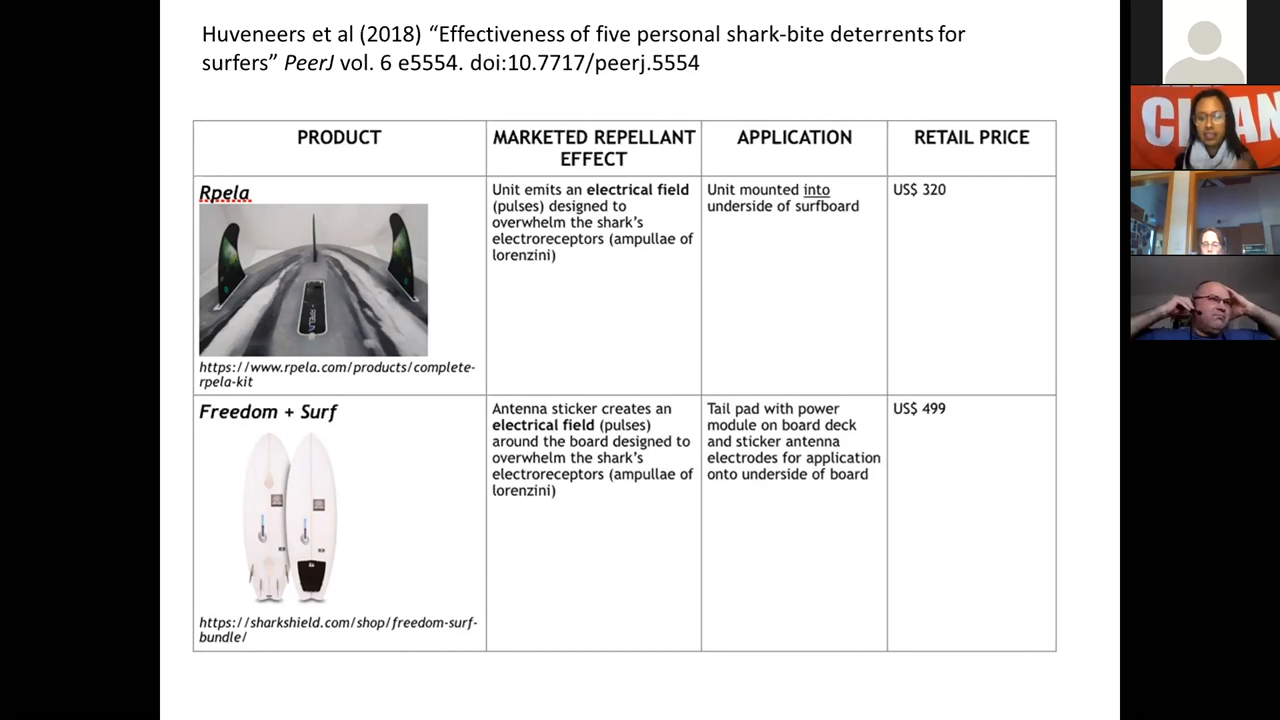 Huveneers et al (2018) “Effectiveness of five personal shark-bite deterrents for
surfers” PeerJ vol. 6 e5554. doi:10.7717/peerj.5554
PRODUCT
MARKETED REPELLANT
EFFECT
APPLICATION
RETAIL PRICE
Rpela
RPELA
https://www.rpela.com/products/complete-
rpela-kit
Unit emits an electrical field
(pulses) designed to
overwhelm the shark’s
electroreceptors (ampullae of
lorenzini)
Unit mounted into
underside of surfboard
US$ 320
Freedom + Surf
https://sharkshield.com/shop/freedom-surf-
bundle/
Antenna sticker creates an
electrical field (pulses)
around the board designed to
overwhelm the shark’s
electroreceptors (ampullae of
lorenzini)
Tail pad with power
module on board deck
and sticker antenna
electrodes for application
onto underside of board
US$ 499